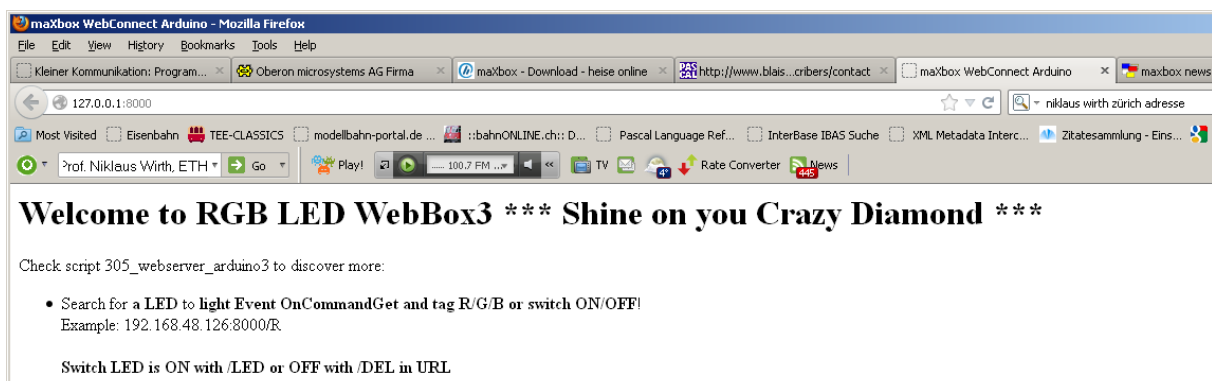 maXbox WebConnect Arduino - Mozilla Firefox
File Edit View History Bookmarks Tools Help
Kleiner Kommunikation: Program... × Oberon microsystems AG Firma × maXbox - Download - heise online × http://www.blais...cribers/contact × maXbox WebConnect Arduino × maxbox news
127.0.0.1:8000 niklaus wirth zürich adresse
Most Visited Eisenbahn TEE-CLASSICS modellbahn-portal.de ... ::bahnONLINE.ch:: D... Pascal Language Ref... InterBase IBAS Suche XML Metadata Interc... Zitatesammlung - Eins...
Prof. Niklaus Wirth, ETH Go Play! 100.7 FM ... TV 4° Rate Converter News 445
Welcome to RGB LED WebBox3 *** Shine on you Crazy Diamond ***
Check script 305_webserver_arduino3 to discover more:
• Search for a LED to light Event OnCommandGet and tag R/G/B or switch ON/OFF!
Example: 192.168.48.126:8000/R
Switch LED is ON with /LED or OFF with /DEL in URL